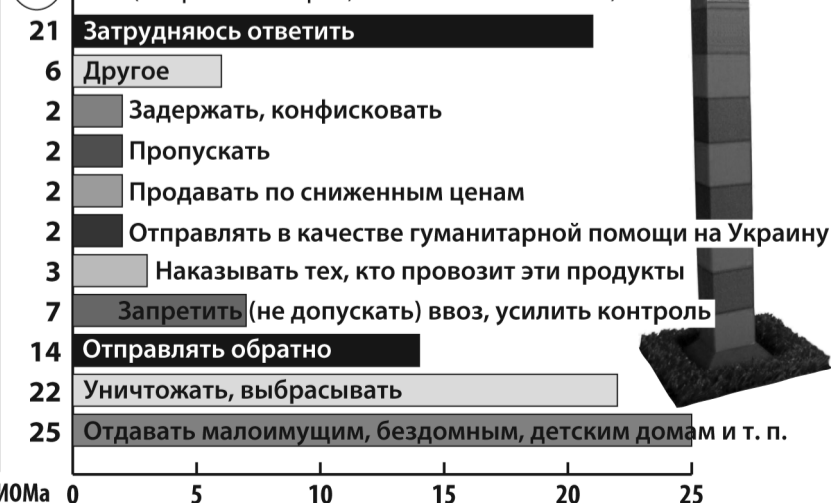 21 Затрудняюсь ответить
6 Другое
2 Задержать, конфисковать
2 Пропускать
2 Продавать по сниженным ценам
2 Отправлять в качестве гуманитарной помощи на Украину
3 Наказывать тех, кто провозит эти продукты
7 Запретить (не допускать) ввоз, усилить контроль
14 Отправлять обратно
22 Уничтожать, выбрасывать
25 Отдавать малоимущим, бездомным, детским домам и т. п.
0 5 10 15 20 25